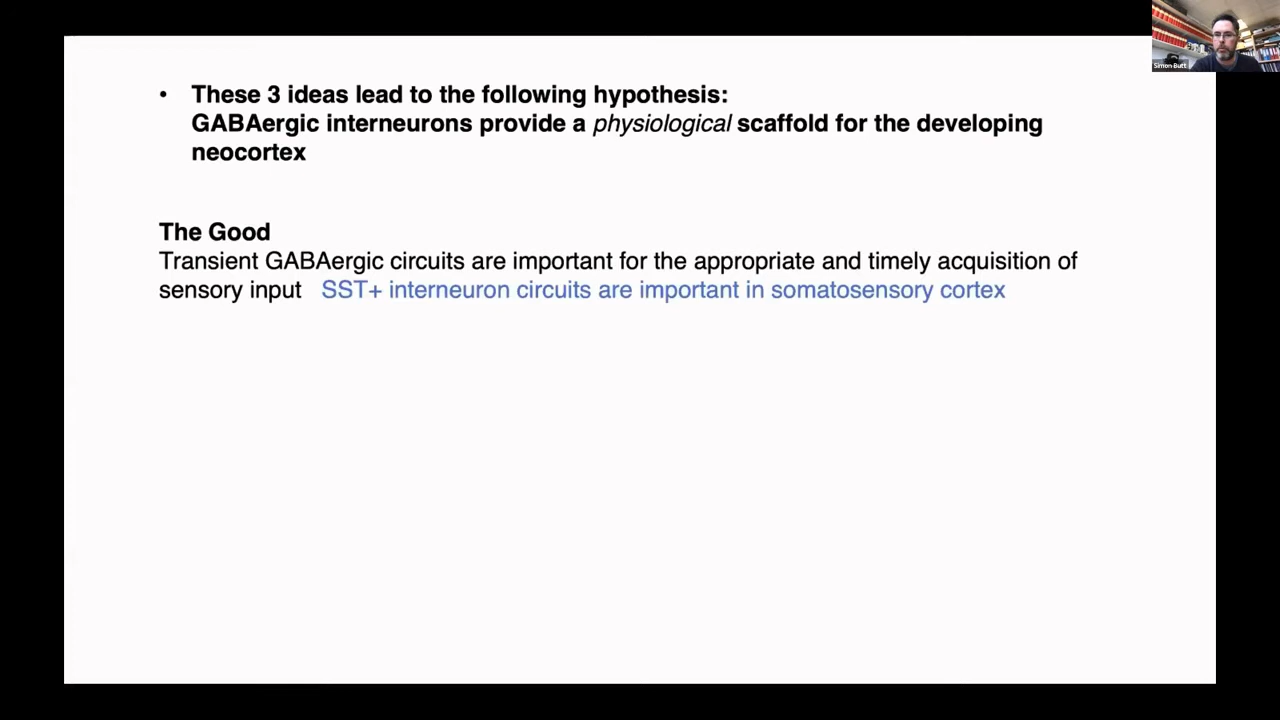 • These 3 ideas lead to the following hypothesis:
GABAergic interneurons provide a physiological scaffold for the developing
neocortex
The Good
Transient GABAergic circuits are important for the appropriate and timely acquisition of
sensory input SST+ interneuron circuits are important in somatosensory cortex
Simon Butt